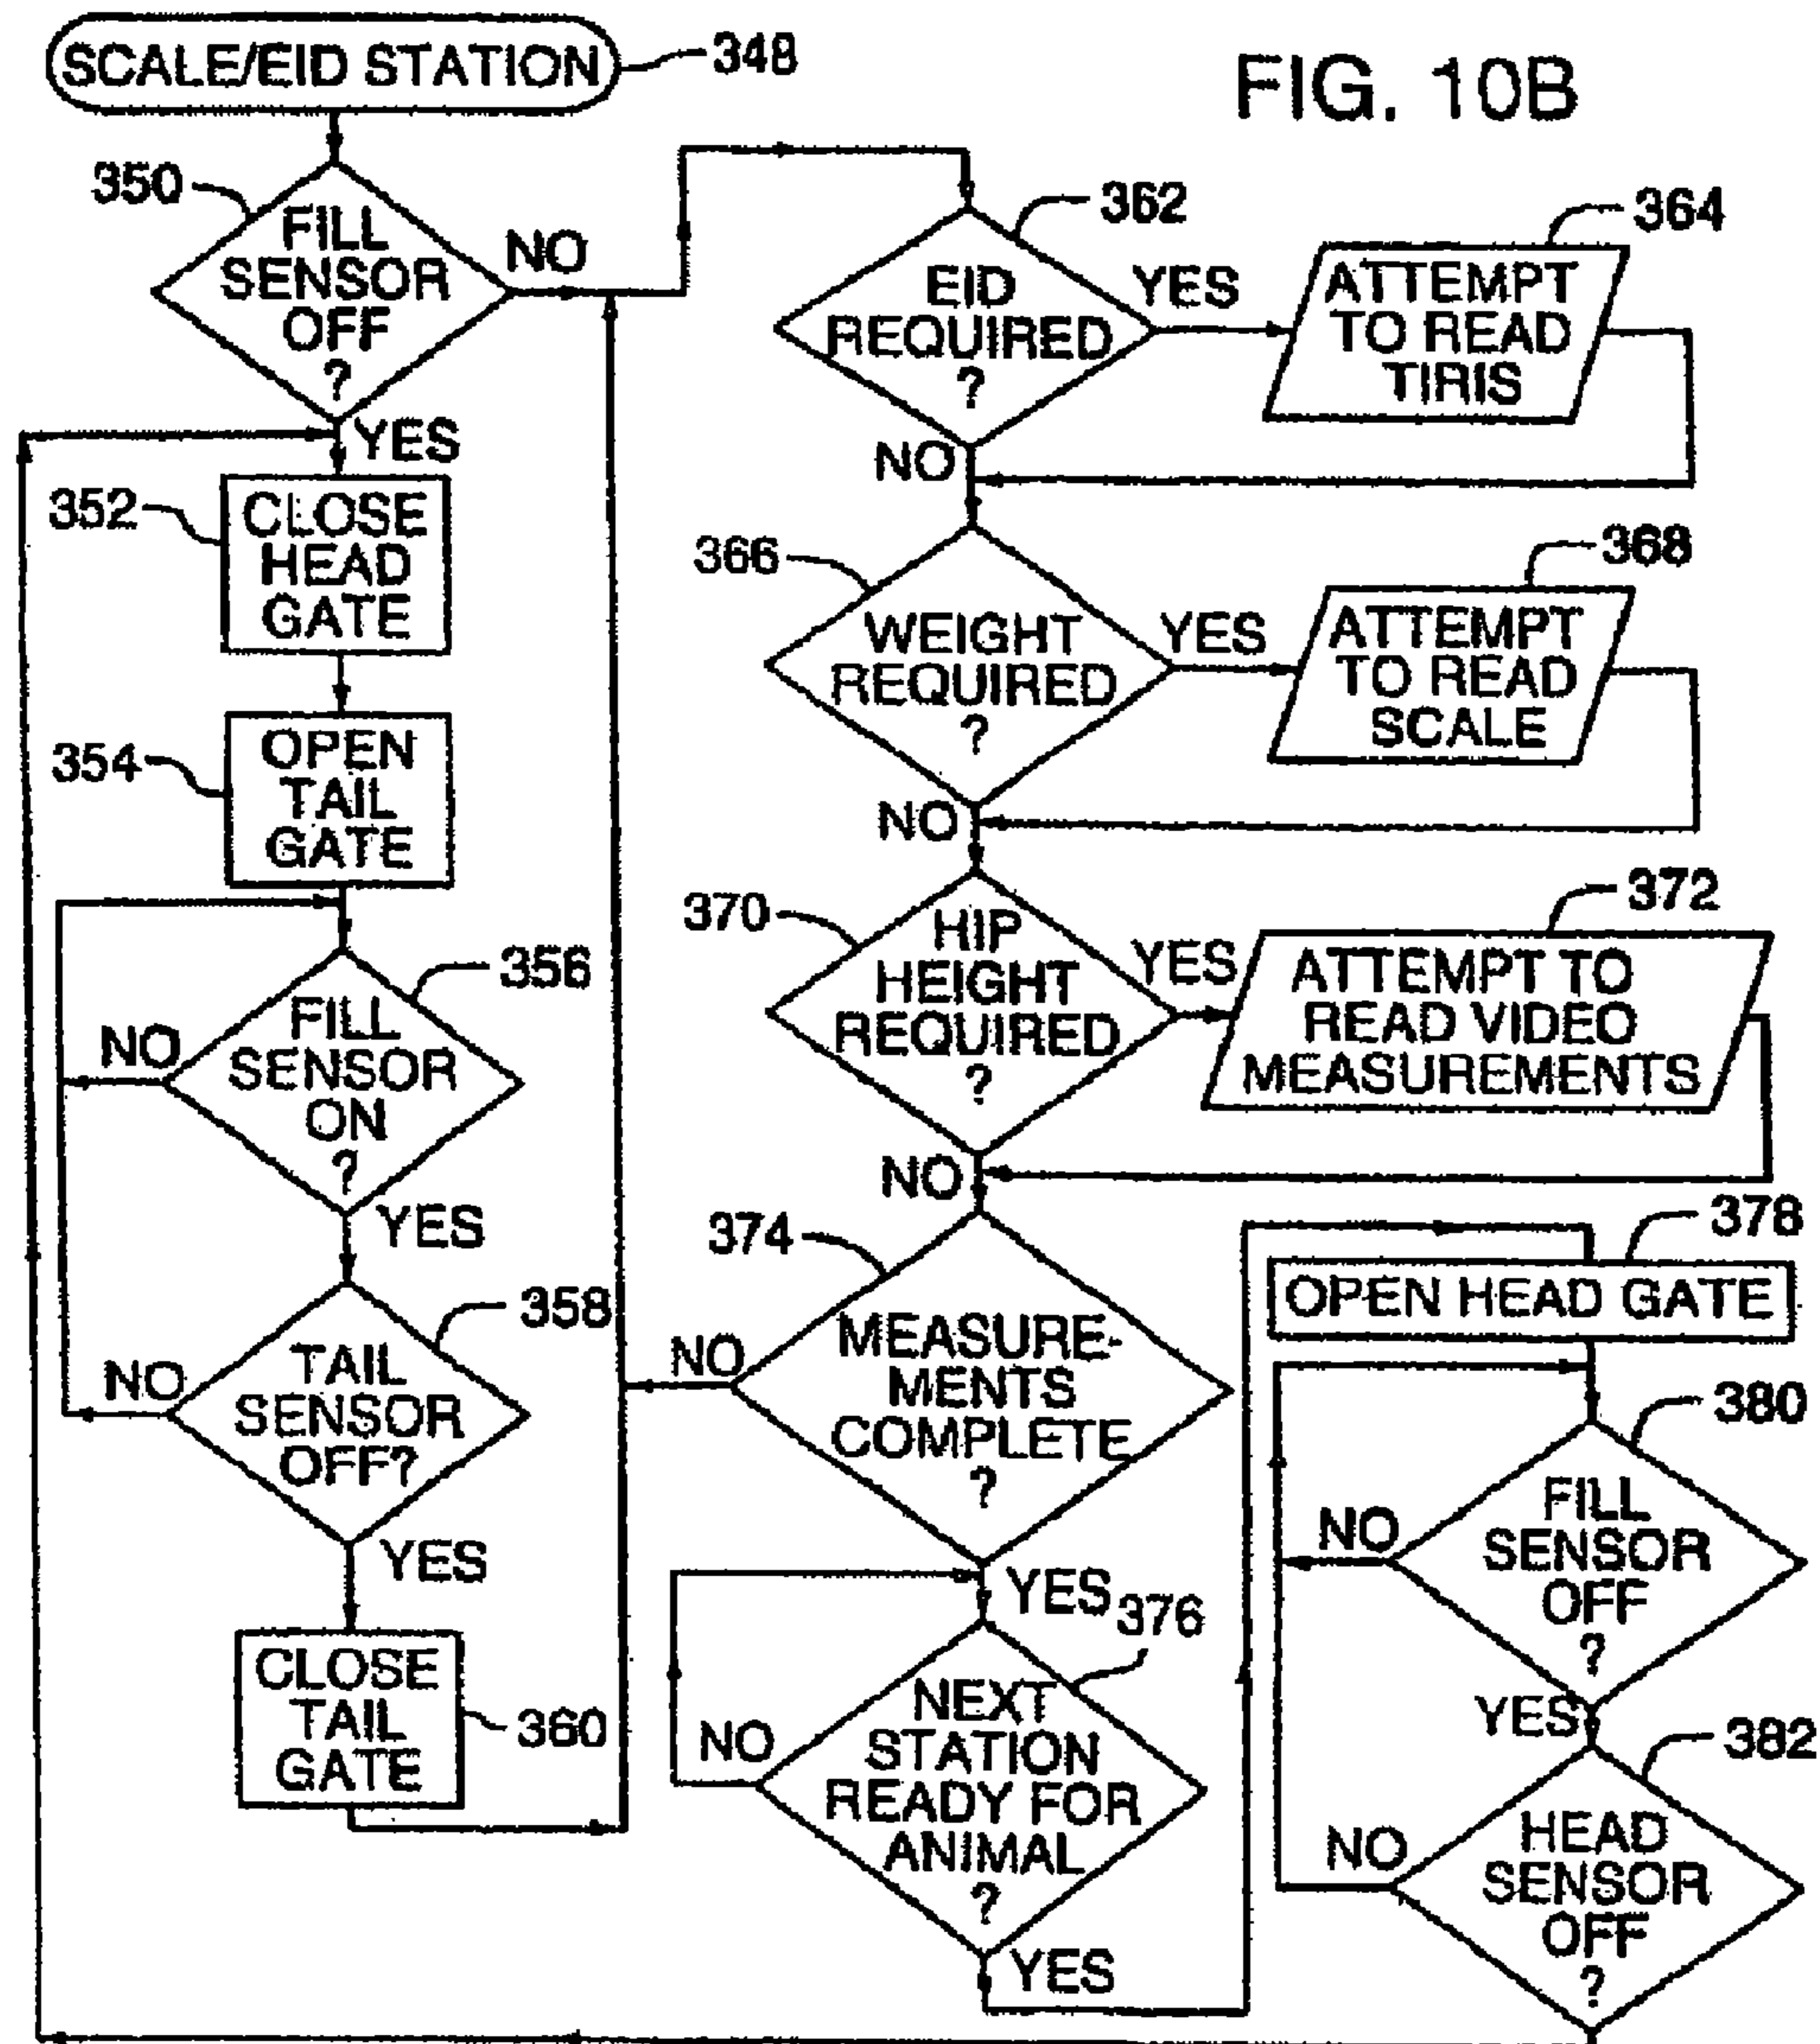 SCALE/EID STATION
348
FIG. 10B
350
FILL
SENSOR
OFF
?
NO
YES
352
CLOSE
HEAD
GATE
354
OPEN
TAIL
GATE
356
FILL
SENSOR
ON
?
NO
YES
358
TAIL
SENSOR
OFF?
NO
YES
CLOSE
TAIL
GATE
360
362
EID
REQUIRED
?
YES
NO
364
ATTEMPT
TO READ
TIRIS
366
WEIGHT
REQUIRED
?
YES
NO
368
ATTEMPT
TO READ
SCALE
370
HIP
HEIGHT
REQUIRED
?
YES
NO
372
ATTEMPT TO
READ VIDEO
MEASUREMENTS
374
MEASURE-
MENTS
COMPLETE
?
NO
YES
376
NEXT
STATION
READY FOR
ANIMAL
?
NO
YES
378
OPEN HEAD GATE
380
FILL
SENSOR
OFF
?
NO
YES
382
HEAD
SENSOR
OFF
?
NO